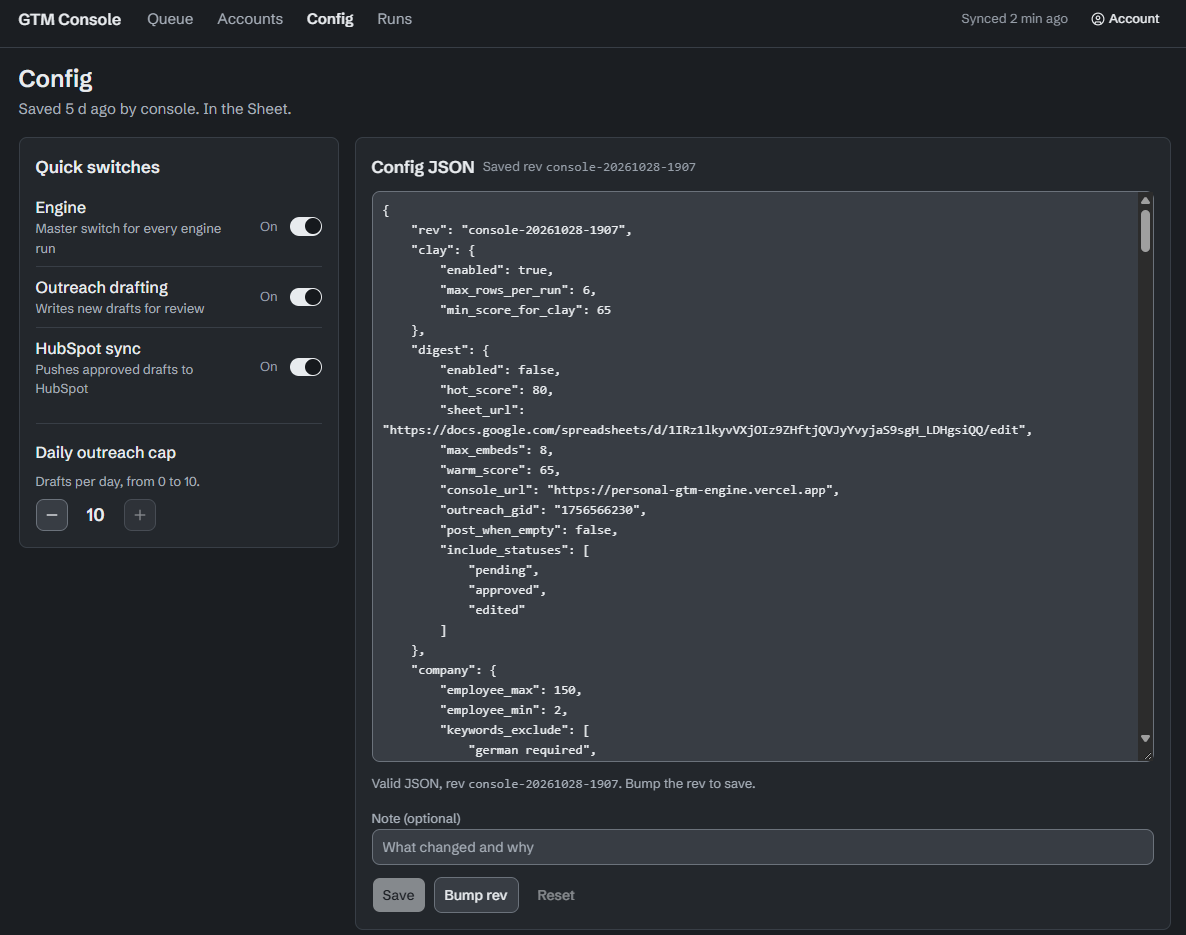 GTM Console Queue Accounts Config Runs Synced 2 min ago Account
Config
Saved 5 d ago by console. In the Sheet.
Quick switches
Engine
Master switch for every engine
run
On
Outreach drafting
Writes new drafts for review
On
HubSpot sync
Pushes approved drafts to
HubSpot
On
Daily outreach cap
Drafts per day, from 0 to 10.
− 10 +
Config JSON Saved rev console-20261028-1907
{
    "rev": "console-20261028-1907",
    "clay": {
        "enabled": true,
        "max_rows_per_run": 6,
        "min_score_for_clay": 65
    },
    "digest": {
        "enabled": false,
        "hot_score": 80,
        "sheet_url":
"https://docs.google.com/spreadsheets/d/1IRz1lkyvVXjOIz9ZHftjQVJyYvyjaS9sgH_LDHgsiQQ/edit",
        "max_embeds": 8,
        "warm_score": 65,
        "console_url": "https://personal-gtm-engine.vercel.app",
        "outreach_gid": "1756566230",
        "post_when_empty": false,
        "include_statuses": [
            "pending",
            "approved",
            "edited"
        ]
    },
    "company": {
        "employee_max": 150,
        "employee_min": 2,
        "keywords_exclude": [
            "german required",
Valid JSON, rev console-20261028-1907. Bump the rev to save.
Note (optional)
What changed and why
Save Bump rev Reset